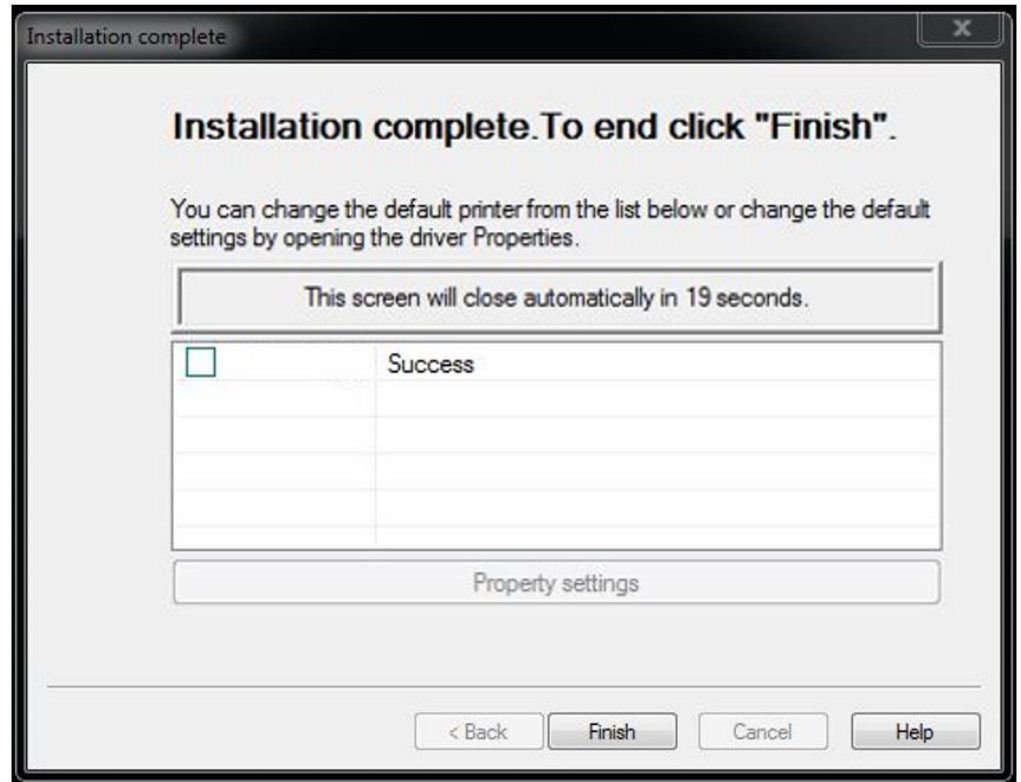 Installation complete
Installation complete.To end click "Finish".
You can change the default printer from the list below or change the default
settings by opening the driver Properties.
This screen will close automatically in 19 seconds.
Success
Property settings
< Back Finish Cancel Help